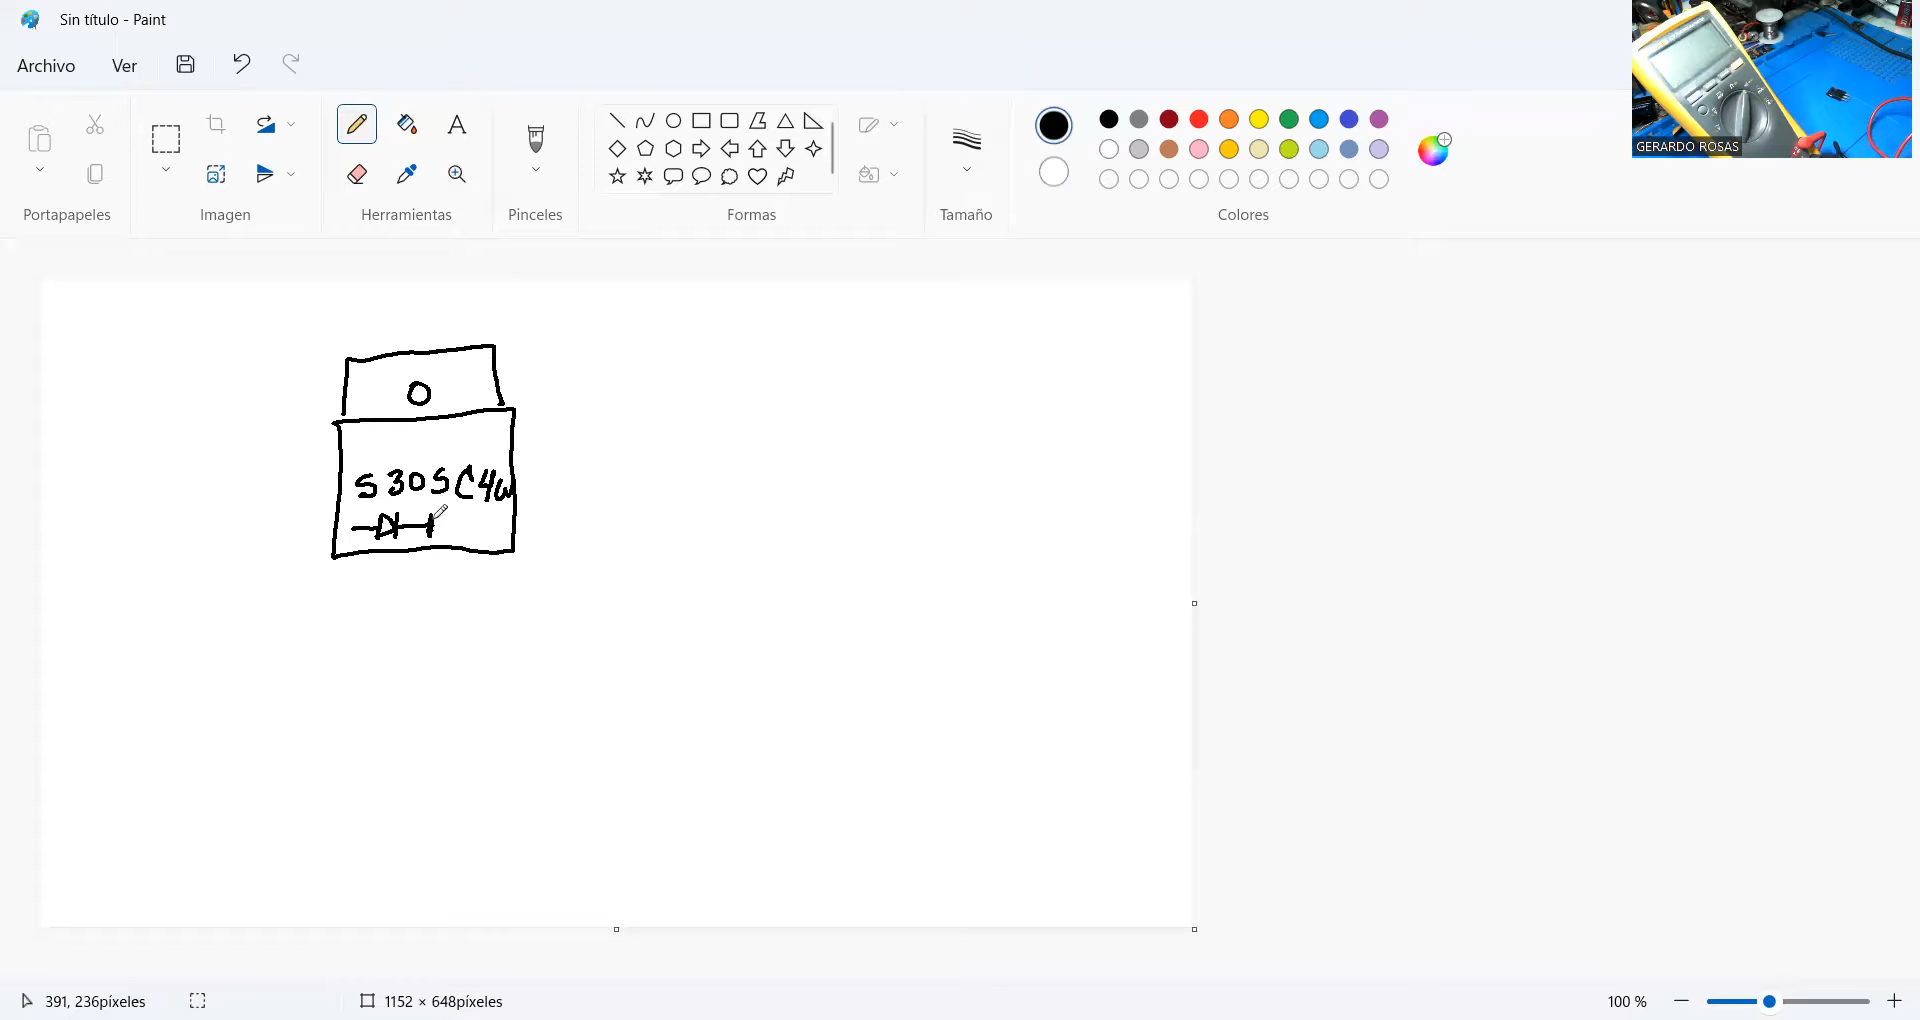 Sin título - Paint
Archivo Ver
Portapapeles Imagen Herramientas Pinceles Formas Tamaño Colores
GERARDO ROSAS
S30SC4W
391, 236píxeles 1152 × 648píxeles 100 %